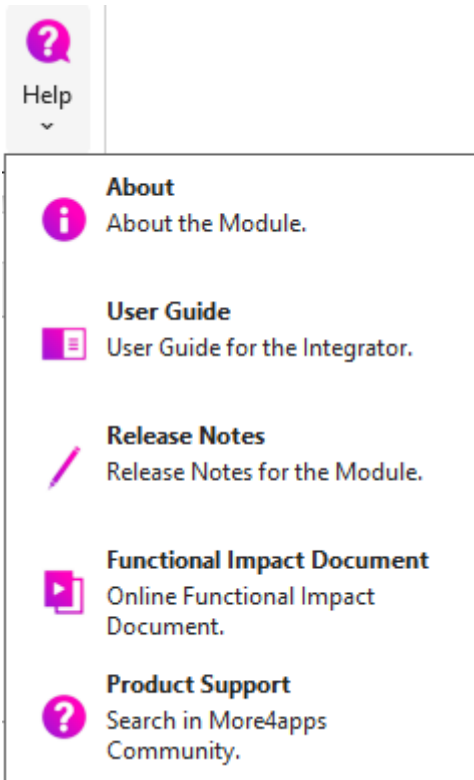 Help
About
About the Module.
User Guide
User Guide for the Integrator.
Release Notes
Release Notes for the Module.
Functional Impact Document
Online Functional Impact
Document.
Product Support
Search in More4apps
Community.